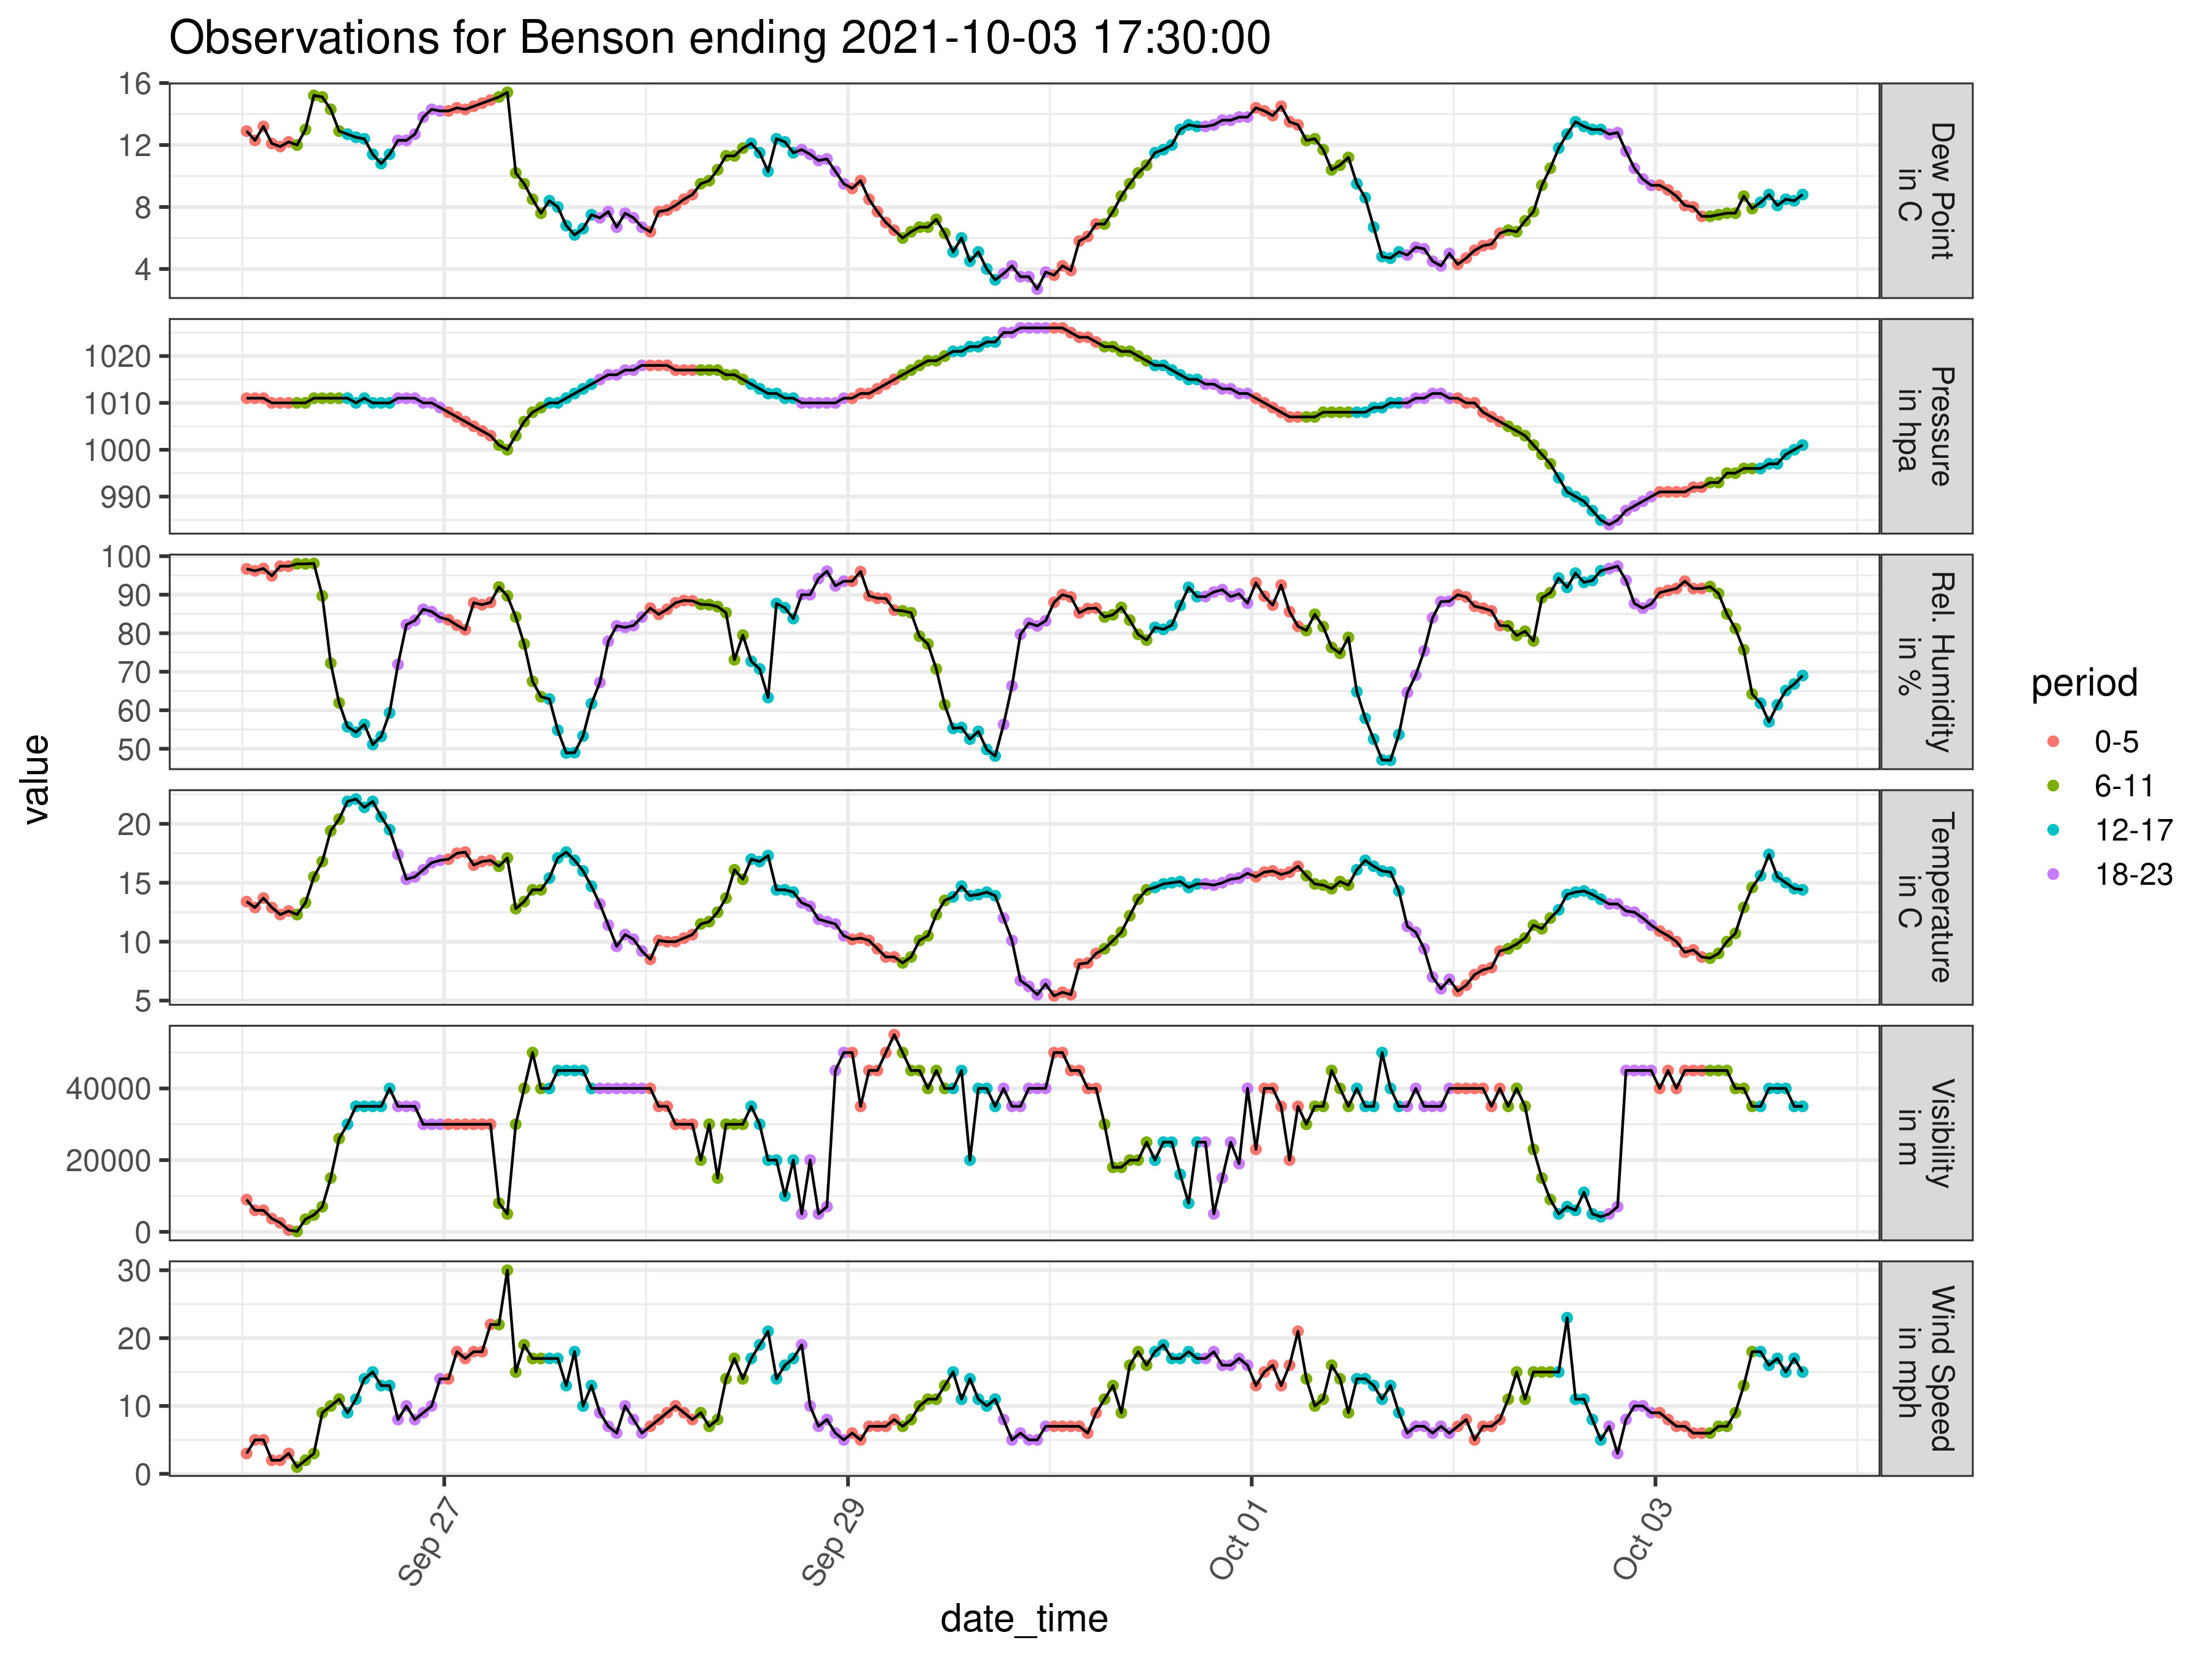 Observations for Benson ending 2021-10-03 17:30:00
value
16
12
8
4
Dew Point
in C
1020
1010
1000
990
Pressure
in hpa
100
90
80
70
60
50
Rel. Humidity
in %
20
15
10
5
Temperature
in C
40000
20000
0
Visibility
in m
30
20
10
0
Wind Speed
in mph
Sep 27
Sep 29
Oct 01
Oct 03
date_time
period
0-5
6-11
12-17
18-23